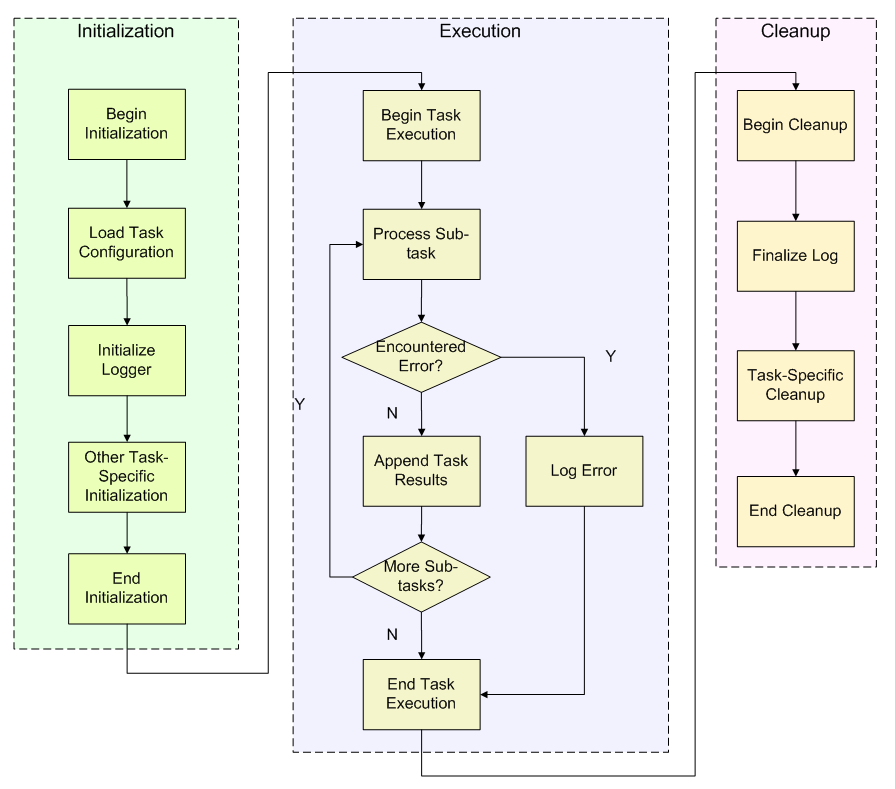 Initialization
Begin
Initialization
Load Task
Configuration
Initialize
Logger
Other Task-
Specific
Initialization
End
Initialization
Execution
Begin Task
Execution
Process Sub-
task
Encountered
Error?
Y
Y
N
Append Task
Results
Log Error
More Sub-
tasks?
N
End Task
Execution
Cleanup
Begin Cleanup
Finalize Log
Task-Specific
Cleanup
End Cleanup